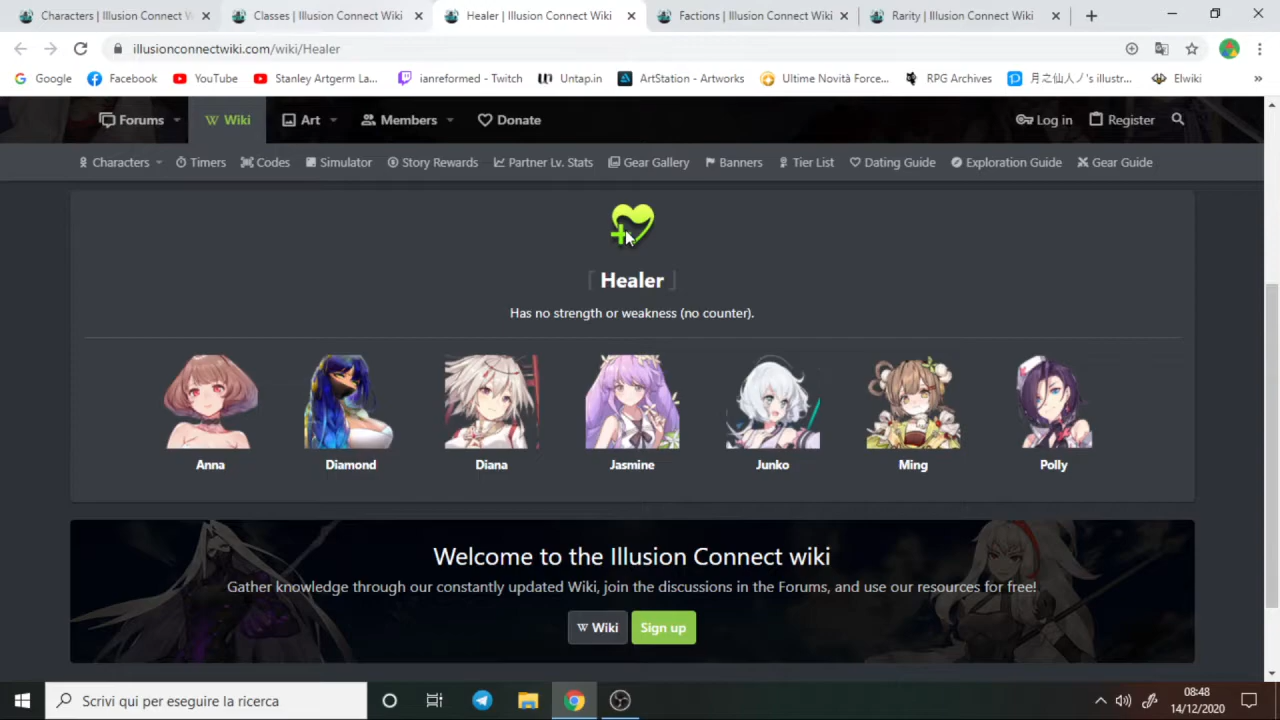 Characters | Illusion Connect W
Classes | Illusion Connect Wiki
Healer | Illusion Connect Wiki
Factions | Illusion Connect Wiki
Rarity | Illusion Connect Wiki
illusionconnectwiki.com/wiki/Healer
Google Facebook YouTube Stanley Artgerm La... ianreformed - Twitch Untap.in ArtStation - Artworks Ultime Novità Force... RPG Archives 月之仙人ノ's illustr... Elwiki »
Forums Wiki Art Members Donate Log in Register
Characters Timers Codes Simulator Story Rewards Partner Lv. Stats Gear Gallery Banners Tier List Dating Guide Exploration Guide Gear Guide
[ Healer ]
Has no strength or weakness (no counter).
Anna Diamond Diana Jasmine Junko Ming Polly
Welcome to the Illusion Connect wiki
Gather knowledge through our constantly updated Wiki, join the discussions in the Forums, and use our resources for free!
W Wiki Sign up
Scrivi qui per eseguire la ricerca
08:48
14/12/2020